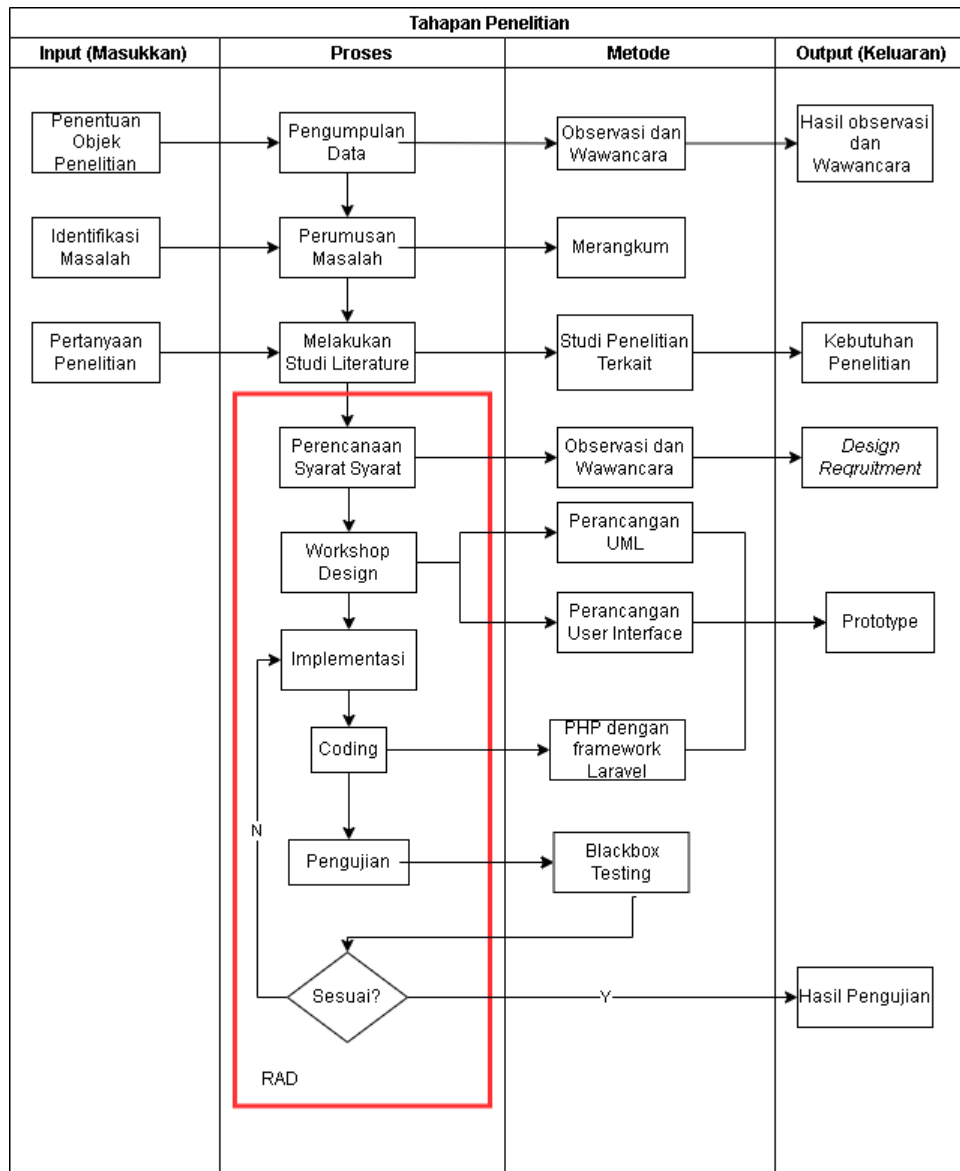 Tahapan Penelitian
Input (Masukkan)
Proses
Metode
Output (Keluaran)
Penentuan
Objek
Penelitian
Pengumpulan
Data
Observasi dan
Wawancara
Hasil observasi
dan
Wawancara
Identifikasi
Masalah
Perumusan
Masalah
Merangkum
Pertanyaan
Penelitian
Melakukan
Studi Literature
Studi Penelitian
Terkait
Kebutuhan
Penelitian
Perencanaan
Syarat Syarat
Observasi dan
Wawancara
Design
Reqruitment
Workshop
Design
Perancangan
UML
Perancangan
User Interface
Prototype
Implementasi
Coding
PHP dengan
framework
Laravel
N
Pengujian
Blackbox
Testing
Sesuai?
Y
Hasil Pengujian
RAD